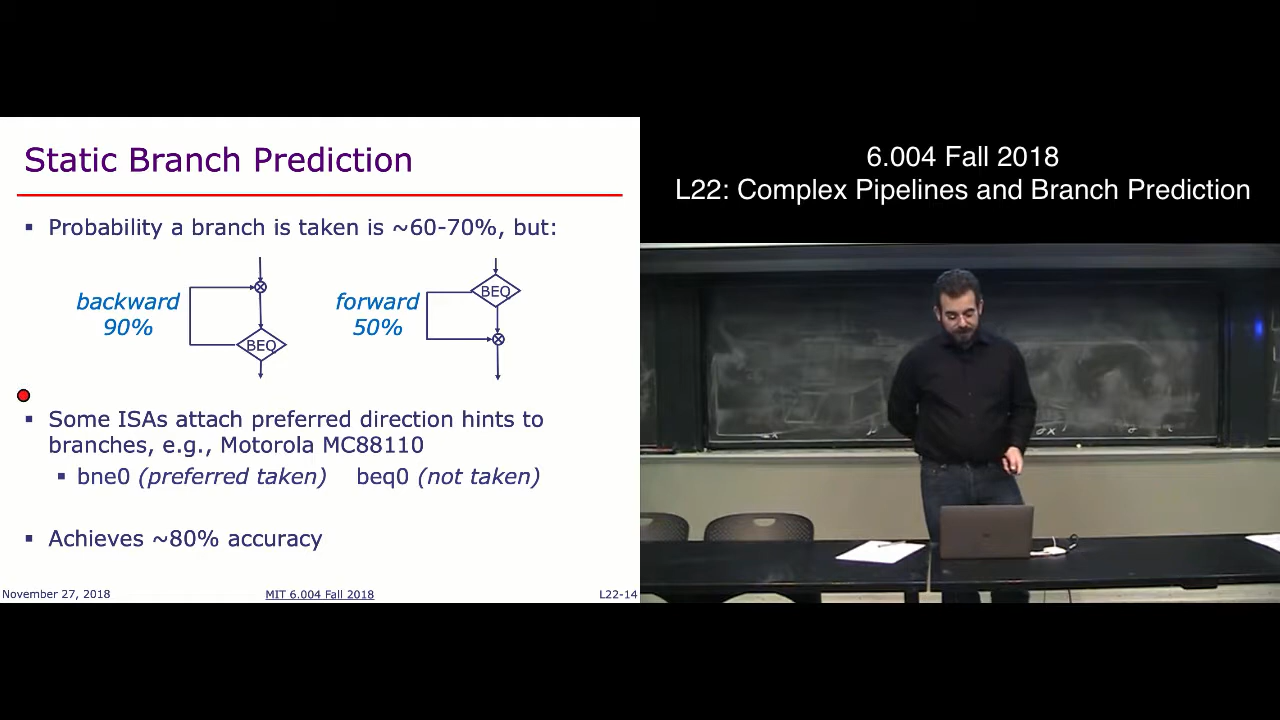 Static Branch Prediction
▪ Probability a branch is taken is ~60-70%, but:
backward
90%
BEQ
forward
50%
BEQ
▪ Some ISAs attach preferred direction hints to
branches, e.g., Motorola MC88110
▪ bne0 (preferred taken) beq0 (not taken)
▪ Achieves ~80% accuracy
November 27, 2018
MIT 6.004 Fall 2018
L22-14
6.004 Fall 2018
L22: Complex Pipelines and Branch Prediction